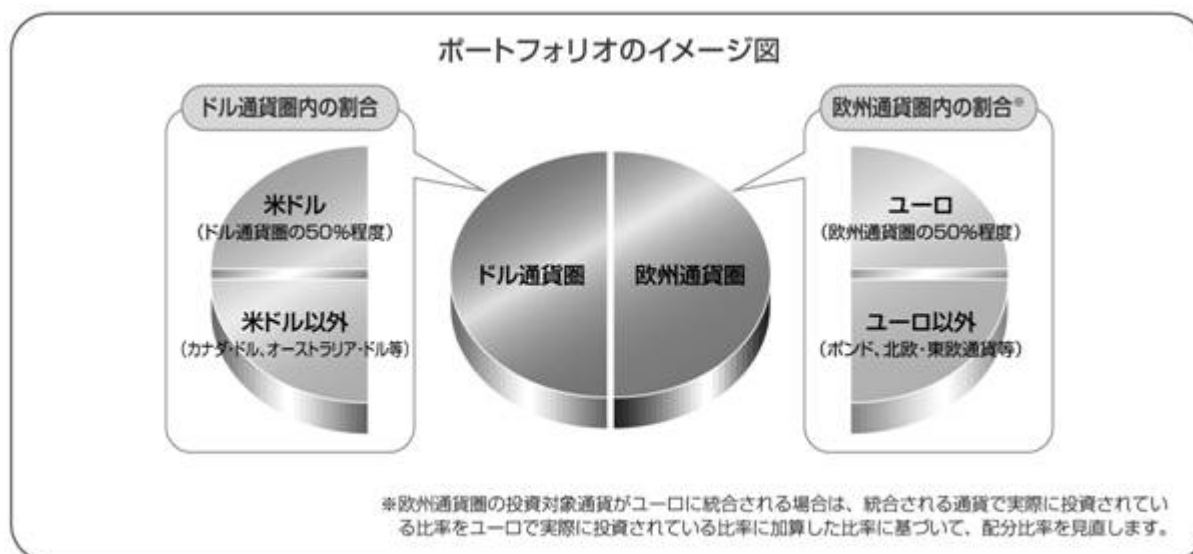 ポートフォリオのイメージ図
ドル通貨圏内の割合
米ドル
(ドル通貨圏の50%程度)
米ドル以外
(カナダ・ドル、オーストラリア・ドル等)
ドル通貨圏
欧州通貨圏
欧州通貨圏内の割合※
ユーロ
(欧州通貨圏の50%程度)
ユーロ以外
(ポンド、北欧・東欧通貨等)
※欧州通貨圏の投資対象通貨がユーロに統合される場合は、統合される通貨で実際に投資されてい
る比率をユーロで実際に投資されている比率に加算した比率に基づいて、配分比率を見直します。